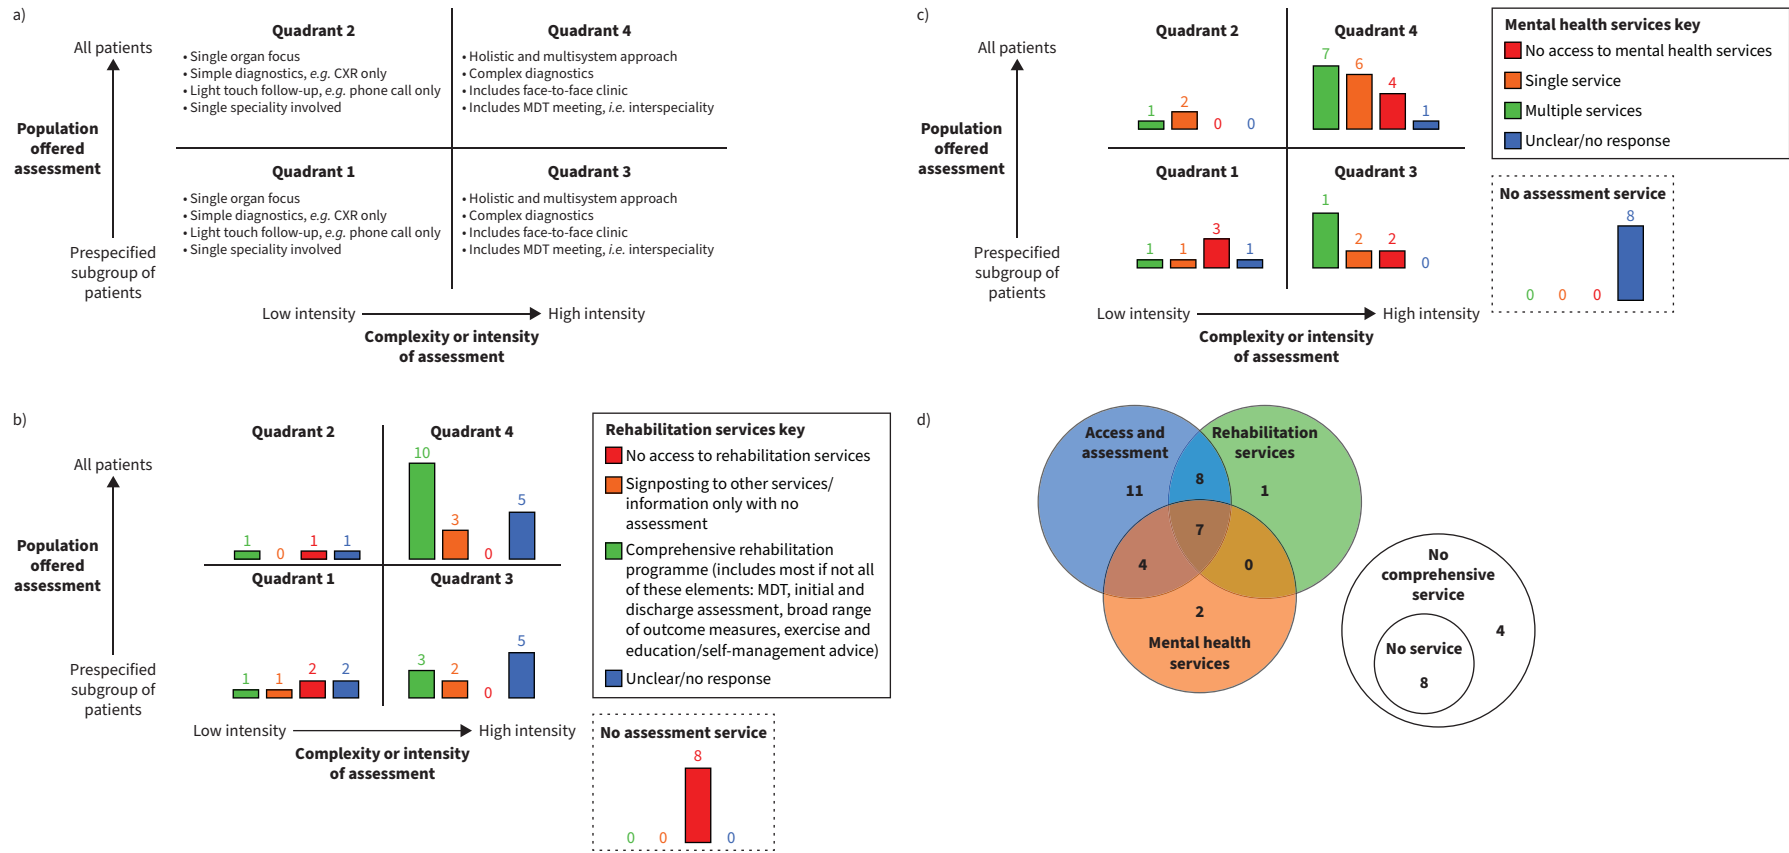 a)
Quadrant 2
• Single organ focus
• Simple diagnostics, e.g. CXR only
• Light touch follow-up, e.g. phone call only
• Single speciality involved
Quadrant 4
• Holistic and multisystem approach
• Complex diagnostics
• Includes face-to-face clinic
• Includes MDT meeting, i.e. interspeciality
Quadrant 1
• Single organ focus
• Simple diagnostics, e.g. CXR only
• Light touch follow-up, e.g. phone call only
• Single speciality involved
Quadrant 3
• Holistic and multisystem approach
• Complex diagnostics
• Includes face-to-face clinic
• Includes MDT meeting, i.e. interspeciality
All patients
Population
offered
assessment
Prespecified
subgroup of
patients
Low intensity
High intensity
Complexity or intensity
of assessment
b)
Quadrant 2
1
0
1
1
Quadrant 4
10
3
0
5
Quadrant 1
1
1
2
2
Quadrant 3
3
2
0
5
All patients
Population
offered
assessment
Prespecified
subgroup of
patients
Low intensity
High intensity
Complexity or intensity
of assessment
Rehabilitation services key
No access to rehabilitation services
Signposting to other services/
information only with no
assessment
Comprehensive rehabilitation
programme (includes most if not all
of these elements: MDT, initial and
discharge assessment, broad range
of outcome measures, exercise and
education/self-management advice)
Unclear/no response
No assessment service
0
0
8
0
c)
Quadrant 2
1
2
0
0
Quadrant 4
7
6
4
1
Quadrant 1
1
1
3
1
Quadrant 3
1
2
2
0
All patients
Population
offered
assessment
Prespecified
subgroup of
patients
Low intensity
High intensity
Complexity or intensity
of assessment
Mental health services key
No access to mental health services
Single service
Multiple services
Unclear/no response
No assessment service
0
0
0
8
d)
Access and
assessment
11
8
Rehabilitation
services
1
7
4
0
2
Mental health
services
No
comprehensive
service
4
No service
8